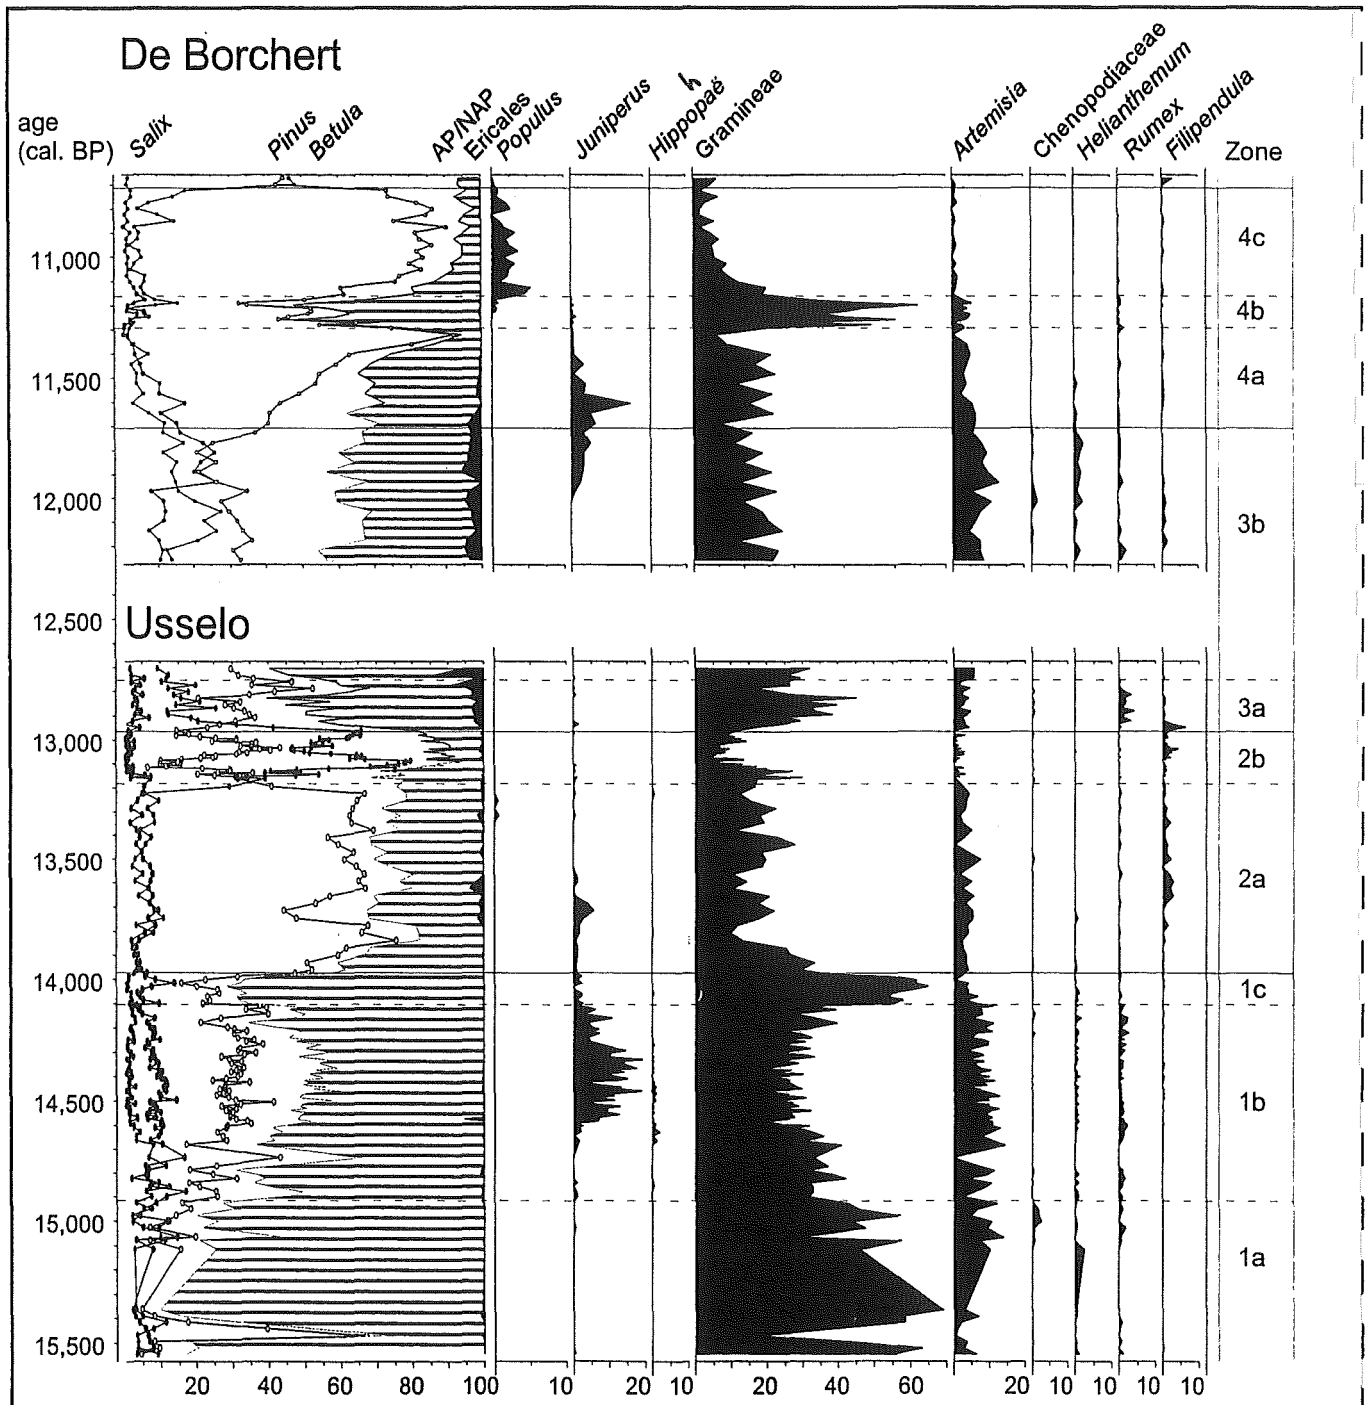 De Borchert
age
(cal. BP)
Salix
Pinus
Betula
AP/NAP
Ericales
Populus
Juniperus
Hippopaë
h
Gramineae
Artemisia
Chenopodiaceae
Helianthemum
Rumex
Filipendula
Zone
4c
11,000
4b
4a
11,500
12,000
3b
12,500
Usselo
3a
13,000
2b
13,500
2a
14,000
1c
14,500
1b
15,000
1a
15,500
20 40 60 80 100 10 20 10 20 40 60 20 10 10 10 10